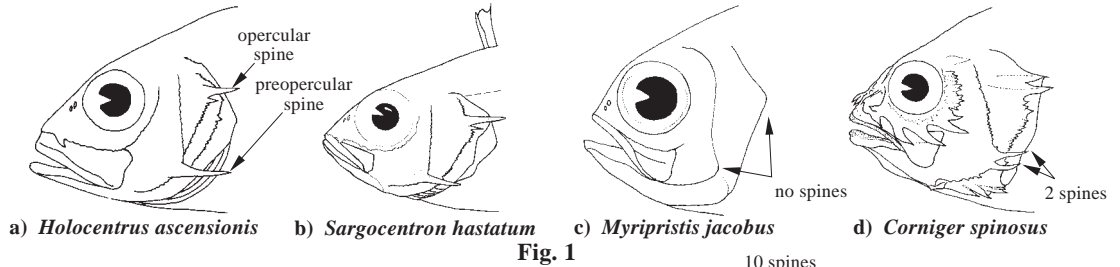 opercular
spine
preopercular
spine
no spines
2 spines
a) Holocentrus ascensionis
b) Sargocentron hastatum
c) Myripristis jacobus
d) Corniger spinosus
Fig. 1
10 spines